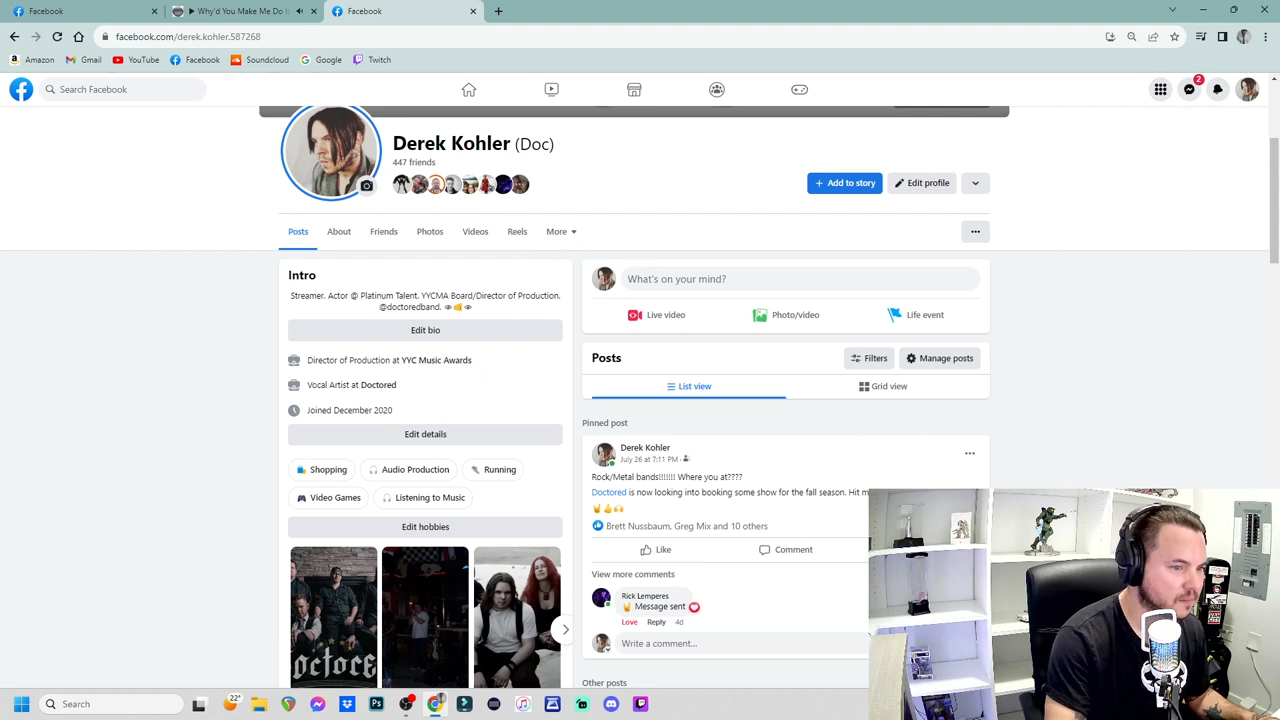 Facebook
Why'd You Make Me Do I
Facebook
facebook.com/derek.kohler.587268
Amazon
Gmail
YouTube
Facebook
Soundcloud
Google
Twitch
Search Facebook
2
Derek Kohler (Doc)
447 friends
Add to story
Edit profile
Posts
About
Friends
Photos
Videos
Reels
More
Intro
Streamer. Actor @ Platinum Talent. YYCMA Board/Director of Production.
@doctoredband.
Edit bio
Director of Production at YYC Music Awards
Vocal Artist at Doctored
Joined December 2020
Edit details
Shopping
Audio Production
Running
Video Games
Listening to Music
Edit hobbies
What's on your mind?
Live video
Photo/video
Life event
Posts
Filters
Manage posts
List view
Grid view
Pinned post
Derek Kohler
July 26 at 7:11 PM ·
Rock/Metal bands!!!!!!! Where you at????
Doctored is now looking into booking some show for the fall season. Hit m
Brett Nussbaum, Greg Mix and 10 others
Like
Comment
View more comments
Rick Lemperes
Message sent
Love Reply 4d
Write a comment...
Other posts
Search
22°